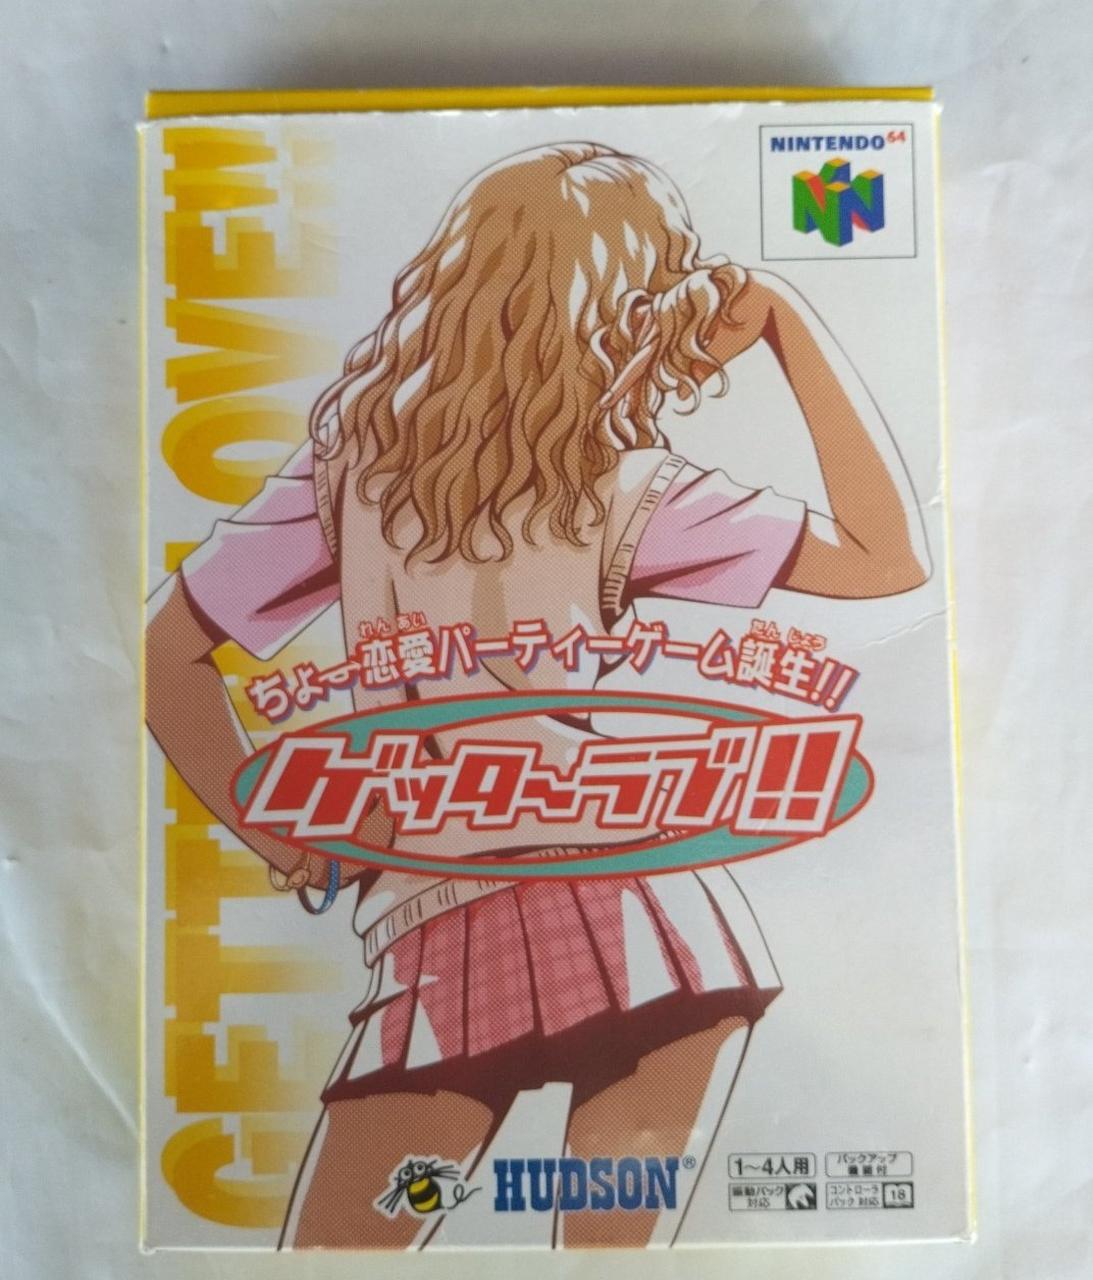 NINTENDO64
GETTER LOVE!!
れん あい
たん じょう
ちょー恋愛パーティーゲーム誕生!!
ゲッタ〜ラブ!!
HUDSON®
1〜4人用
バックアップ
機能付
振動パック
対応
コントローラ
パック 対応
18